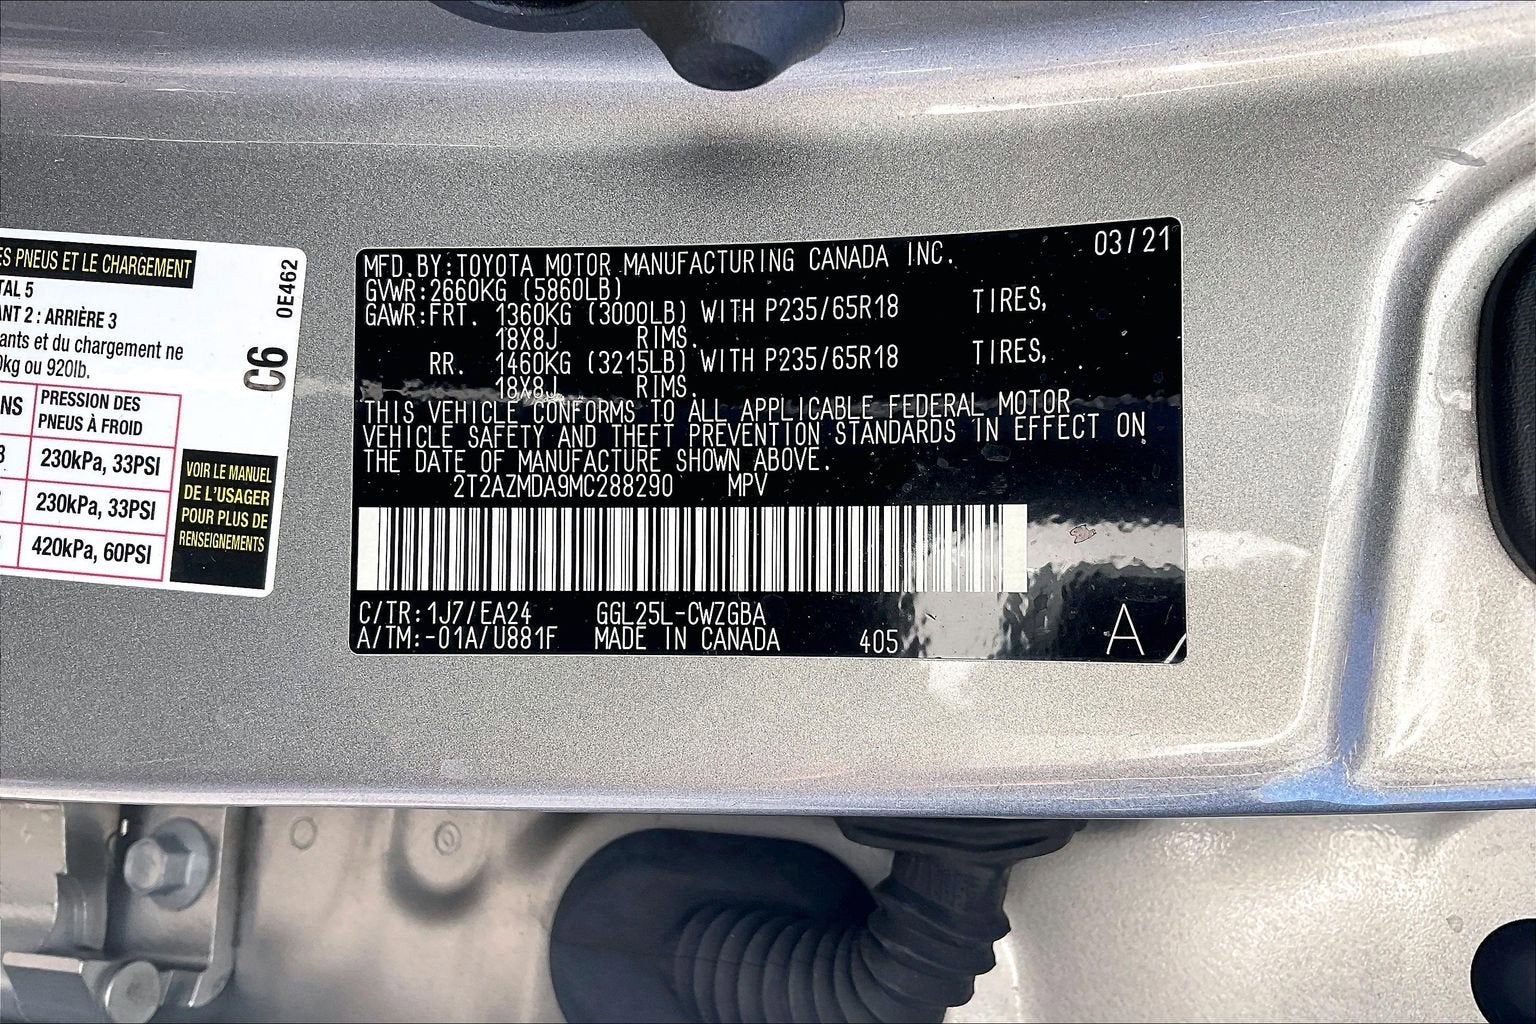 ES PNEUS ET LE CHARGEMENT
TAL 5
ANT 2 : ARRIÈRE 3
ants et du chargement ne
0kg ou 920lb.
NS
PRESSION DES
PNEUS À FROID
230kPa, 33PSI
230kPa, 33PSI
420kPa, 60PSI
0E462
C6
VOIR LE MANUEL
DE L'USAGER
POUR PLUS DE
RENSEIGNEMENTS
MFD.BY:TOYOTA MOTOR MANUFACTURING CANADA INC. 03/21
GVWR:2660KG (5860LB)
GAWR:FRT. 1360KG (3000LB) WITH P235/65R18 TIRES,
18X8J RIMS.
RR. 1460KG (3215LB) WITH P235/65R18 TIRES,
18X8J RIMS.
THIS VEHICLE CONFORMS TO ALL APPLICABLE FEDERAL MOTOR
VEHICLE SAFETY AND THEFT PREVENTION STANDARDS IN EFFECT ON
THE DATE OF MANUFACTURE SHOWN ABOVE.
2T2AZMDA9MC288290 MPV
C/TR:1J7/EA24 GGL25L-CWZGBA
A/TM:-01A/U881F MADE IN CANADA 405 A